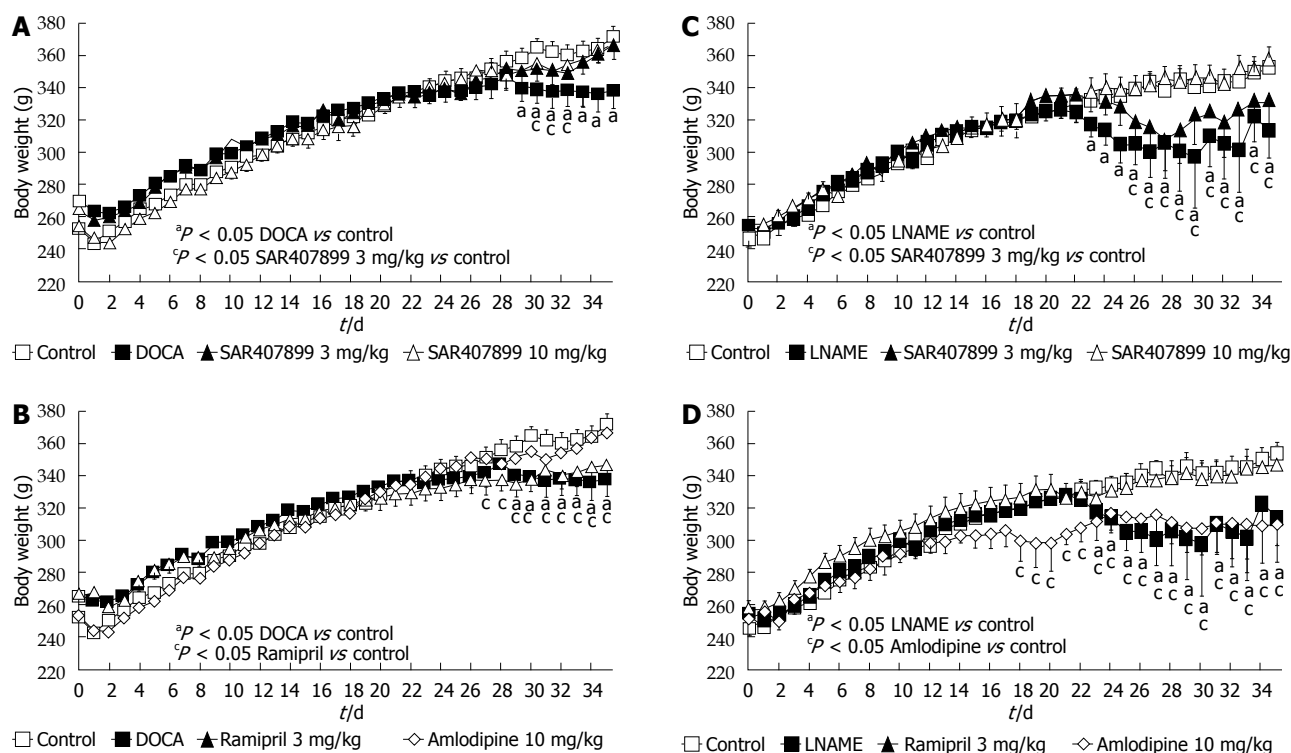 A
Body weight (g)
380
360
340
320
300
280
260
240
220
a a a a a a a
c c c
ᵃP < 0.05 DOCA vs control
ᶜP < 0.05 SAR407899 3 mg/kg vs control
0 2 4 6 8 10 12 14 16 18 20 22 24 26 28 30 32 34
t/d
Control DOCA SAR407899 3 mg/kg SAR407899 10 mg/kg
C
Body weight (g)
380
360
340
320
300
280
260
240
220
a a a a a a a a a a a a a
c c c c c c c c c c
ᵃP < 0.05 LNAME vs control
ᶜP < 0.05 SAR407899 3 mg/kg vs control
0 2 4 6 8 10 12 14 16 18 20 22 24 26 28 30 32 34
t/d
Control LNAME SAR407899 3 mg/kg SAR407899 10 mg/kg
B
Body weight (g)
380
360
340
320
300
280
260
240
220
c c a a a a a a a
c c c c c c c
ᵃP < 0.05 DOCA vs control
ᶜP < 0.05 Ramipril vs control
0 2 4 6 8 10 12 14 16 18 20 22 24 26 28 30 32 34
t/d
Control DOCA Ramipril 3 mg/kg Amlodipine 10 mg/kg
D
Body weight (g)
380
360
340
320
300
280
260
240
220
c c c c c a a a a a a a a a a a a a
c c c c c c c c c c c c c
ᵃP < 0.05 LNAME vs control
ᶜP < 0.05 Amlodipine vs control
0 2 4 6 8 10 12 14 16 18 20 22 24 26 28 30 32 34
t/d
Control LNAME Ramipril 3 mg/kg Amlodipine 10 mg/kg